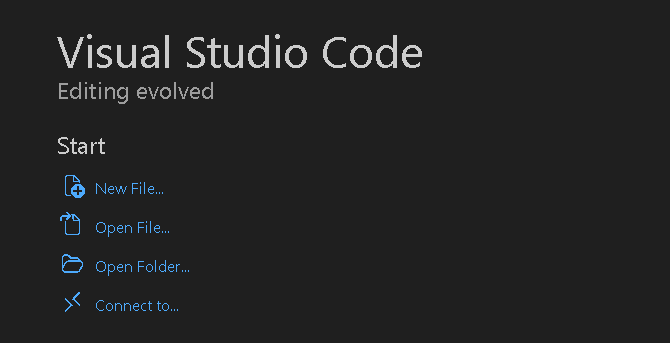 Visual Studio Code
Editing evolved
Start
New File...
Open File...
Open Folder...
Connect to...